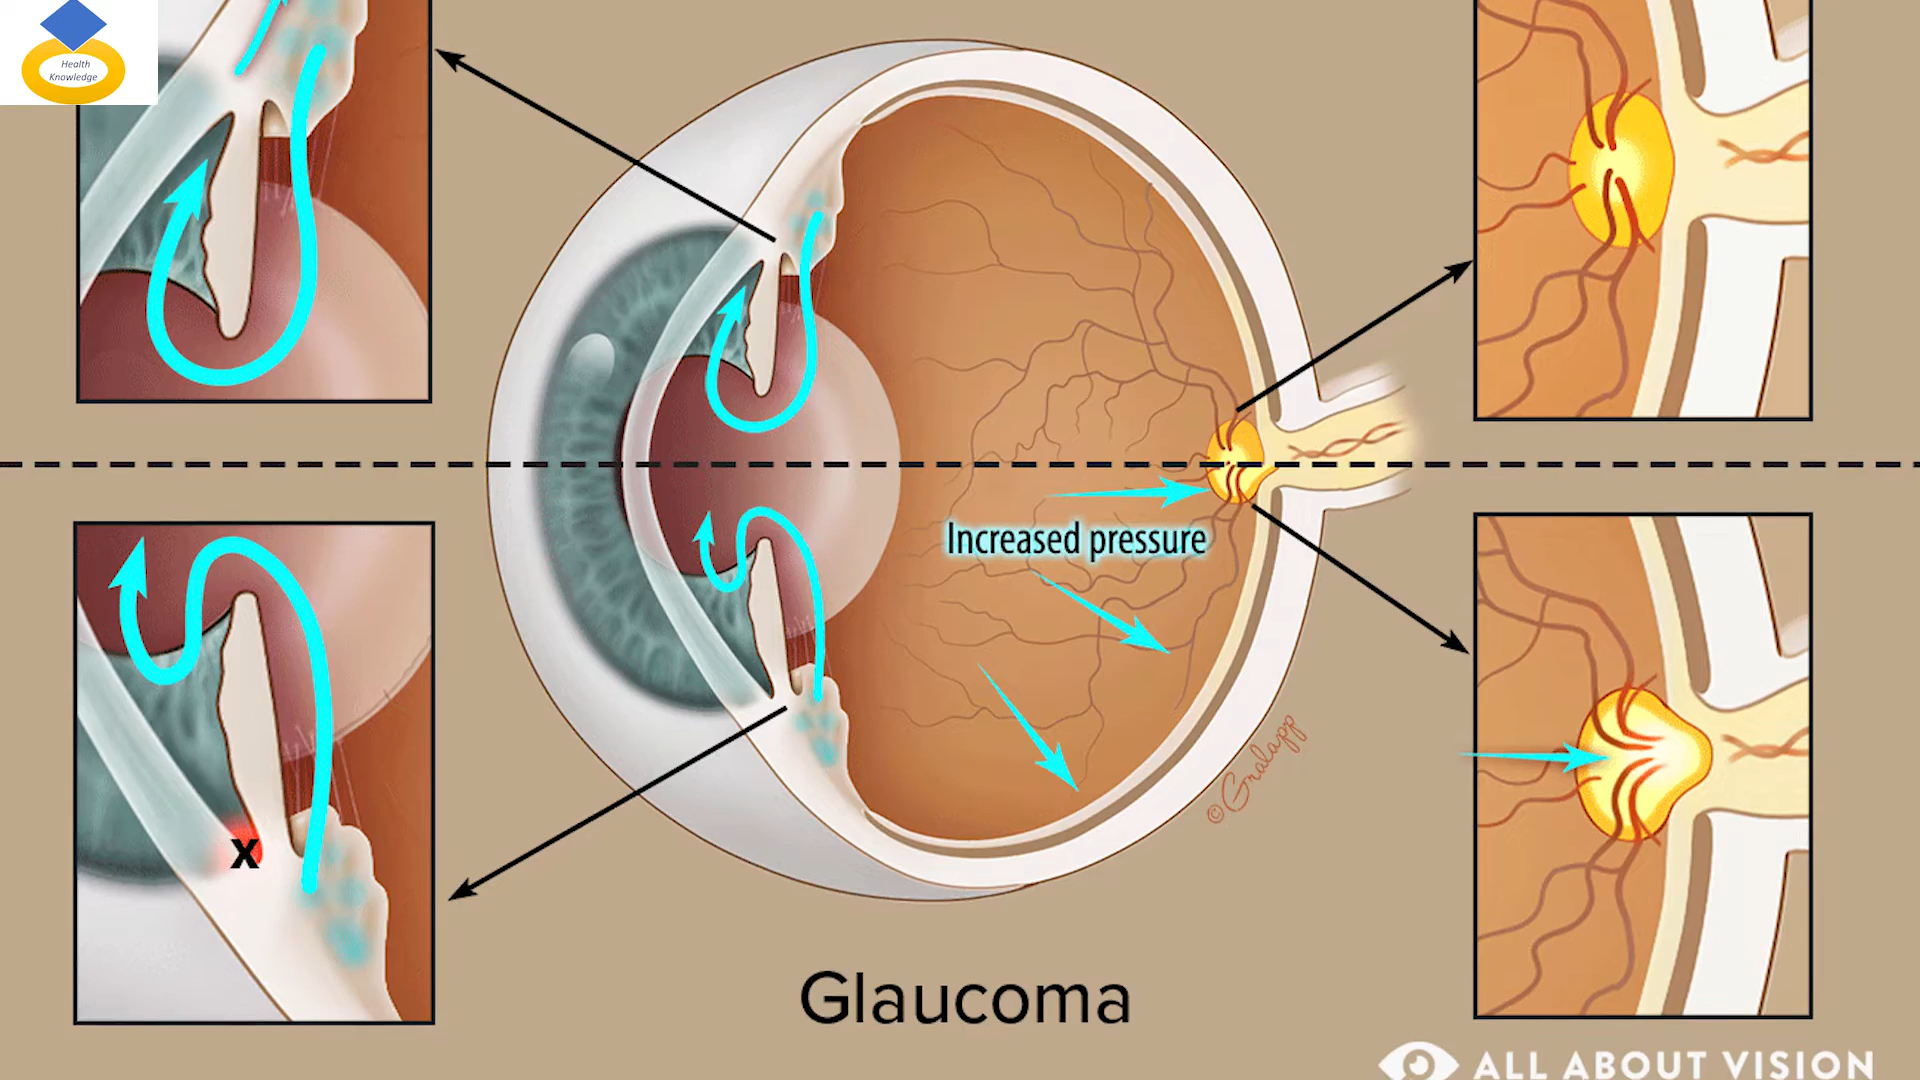 Health
Knowledge
Increased pressure
©Gralapp
X
Glaucoma
ALL ABOUT VISION